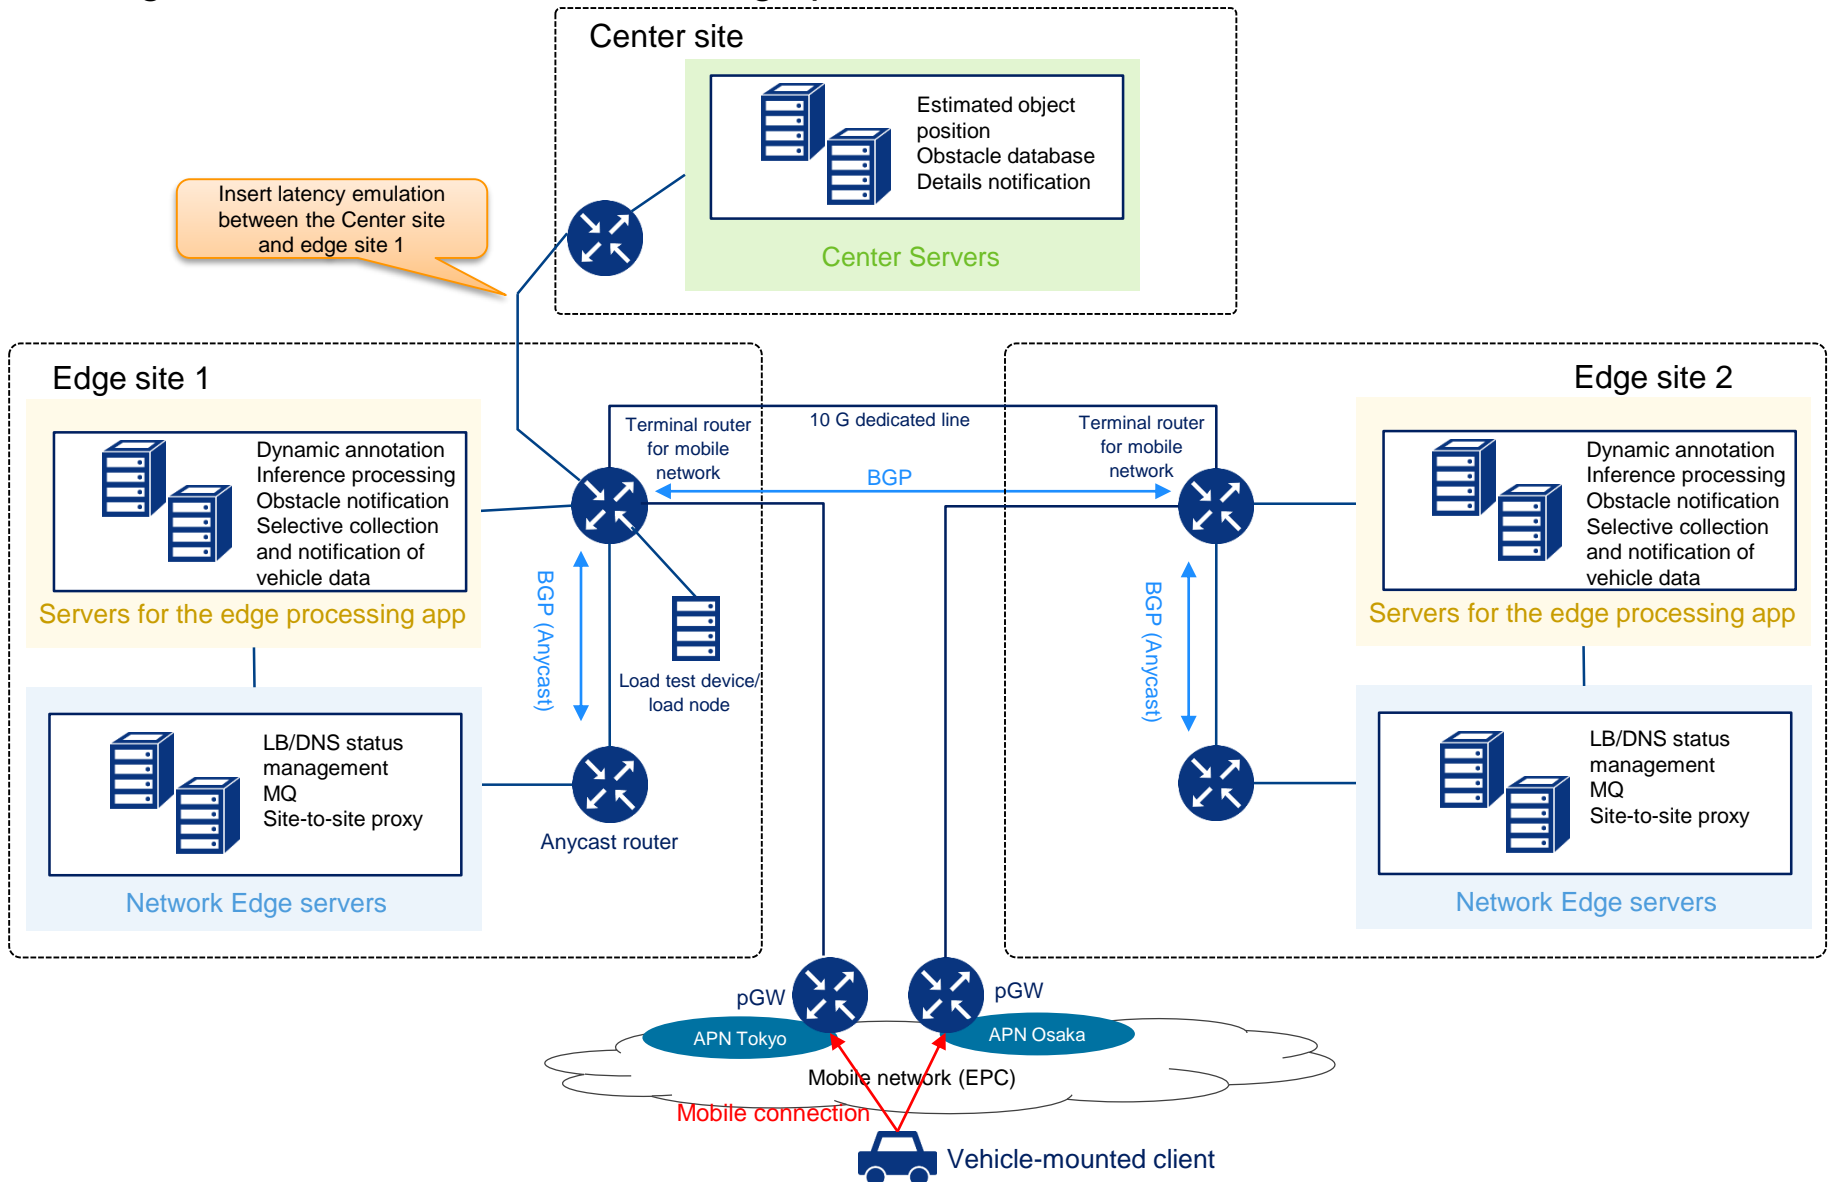 Center site
Estimated object
position
Obstacle database
Details notification
Center Servers
Insert latency emulation
between the Center site
and edge site 1
Edge site 1
Dynamic annotation
Inference processing
Obstacle notification
Selective collection
and notification of
vehicle data
Servers for the edge processing app
LB/DNS status
management
MQ
Site-to-site proxy
Network Edge servers
Terminal router
for mobile
network
10 G dedicated line
BGP
Terminal router
for mobile
network
BGP (Anycast)
Load test device/
load node
Anycast router
Edge site 2
Dynamic annotation
Inference processing
Obstacle notification
Selective collection
and notification of
vehicle data
Servers for the edge processing app
BGP (Anycast)
LB/DNS status
management
MQ
Site-to-site proxy
Network Edge servers
pGW
pGW
APN Tokyo
APN Osaka
Mobile network (EPC)
Mobile connection
Vehicle-mounted client